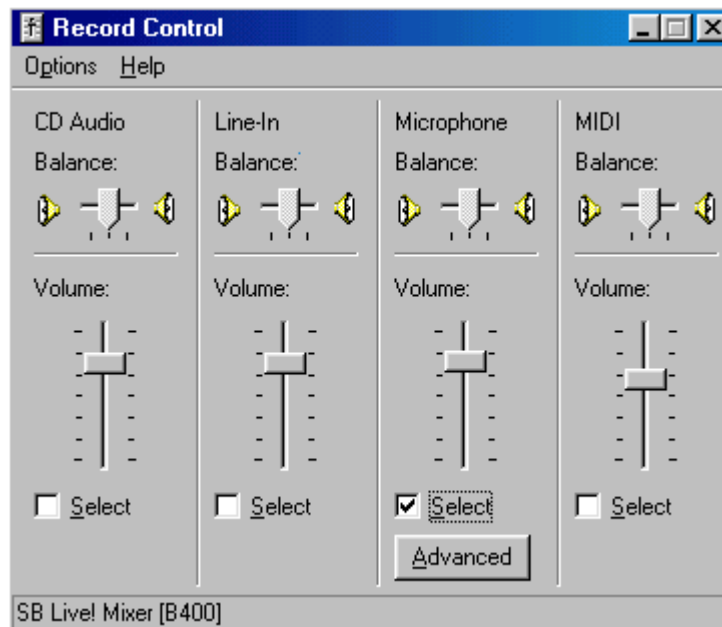 Record Control
Options Help
CD Audio Line-In Microphone MIDI
Balance: Balance: Balance: Balance:
Volume: Volume: Volume: Volume:
Select Select Select Select
Advanced
SB Live! Mixer [B400]